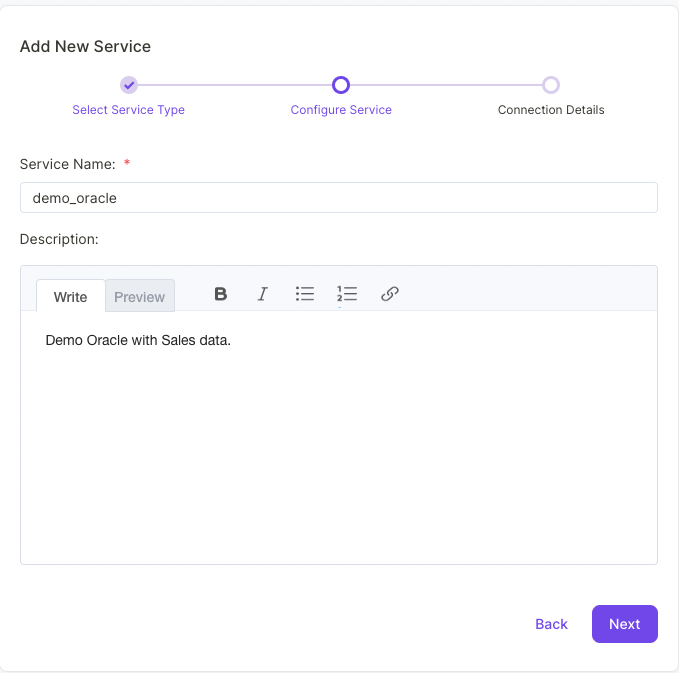 Add New Service
Select Service Type
Configure Service
Connection Details
Service Name: *
demo_oracle
Description:
Write Preview B I
Demo Oracle with Sales data.
Back Next